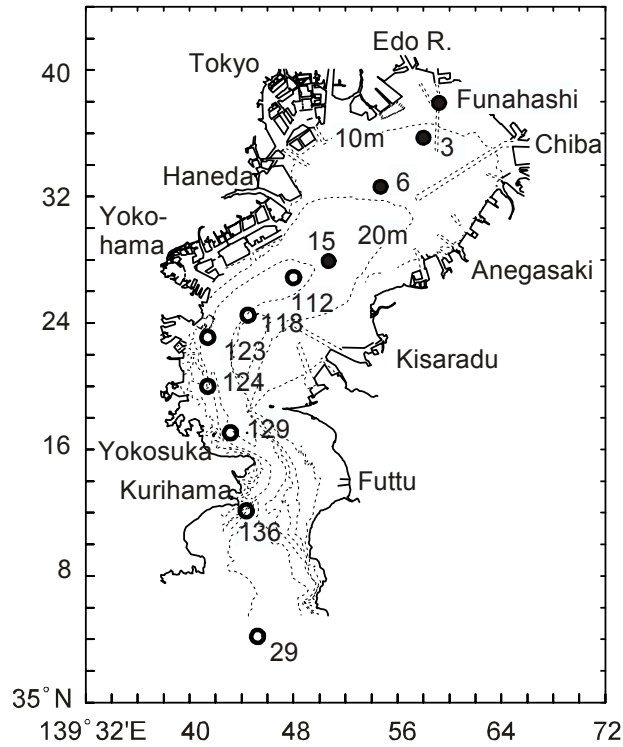 40
Edo R.
Tokyo
Funahashi
10m
3
Chiba
Haneda
6
32
Yoko-
hama
15
20m
Anegasaki
112
24
118
123
Kisaradu
124
129
16
Yokosuka
Kurihama
Futtu
136
8
29
35°N
139°32'E
40
48
56
64
72